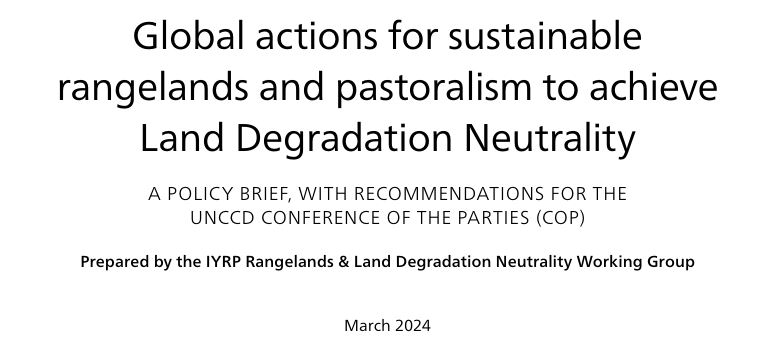 Global actions for sustainable
rangelands and pastoralism to achieve
Land Degradation Neutrality
A POLICY BRIEF, WITH RECOMMENDATIONS FOR THE
UNCCD CONFERENCE OF THE PARTIES (COP)
Prepared by the IYRP Rangelands & Land Degradation Neutrality Working Group
March 2024